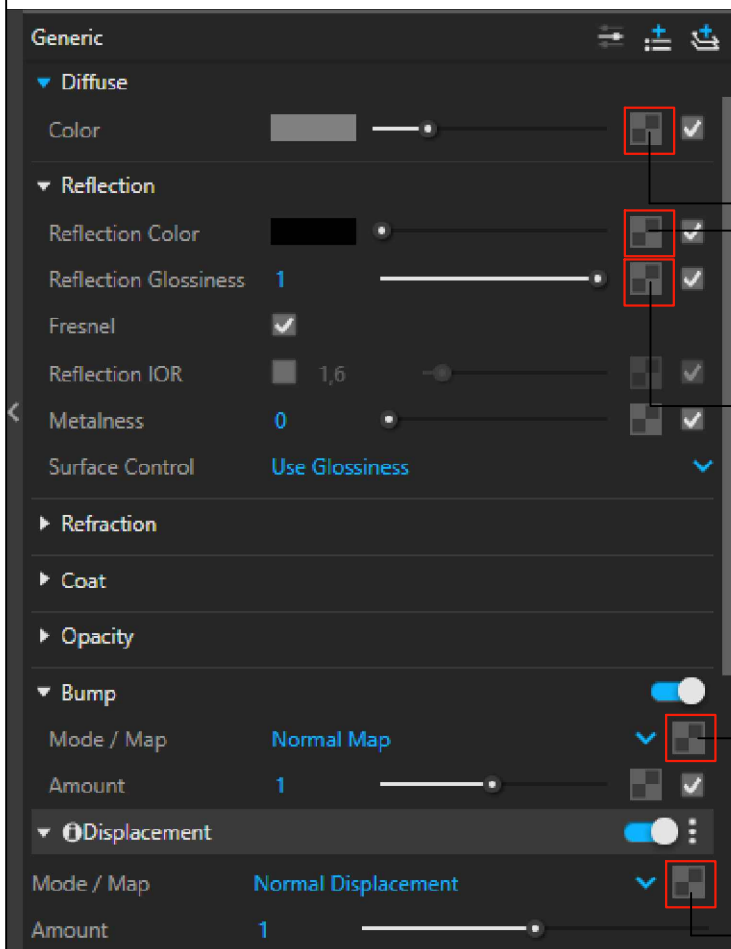 Generic
Diffuse
Color
Reflection
Reflection Color
Reflection Glossiness 1
Fresnel
Reflection IOR 1,6
Metalness 0
Surface Control Use Glossiness
Refraction
Coat
Opacity
Bump
Mode / Map Normal Map
Amount 1
Displacement
Mode / Map Normal Displacement
Amount 1